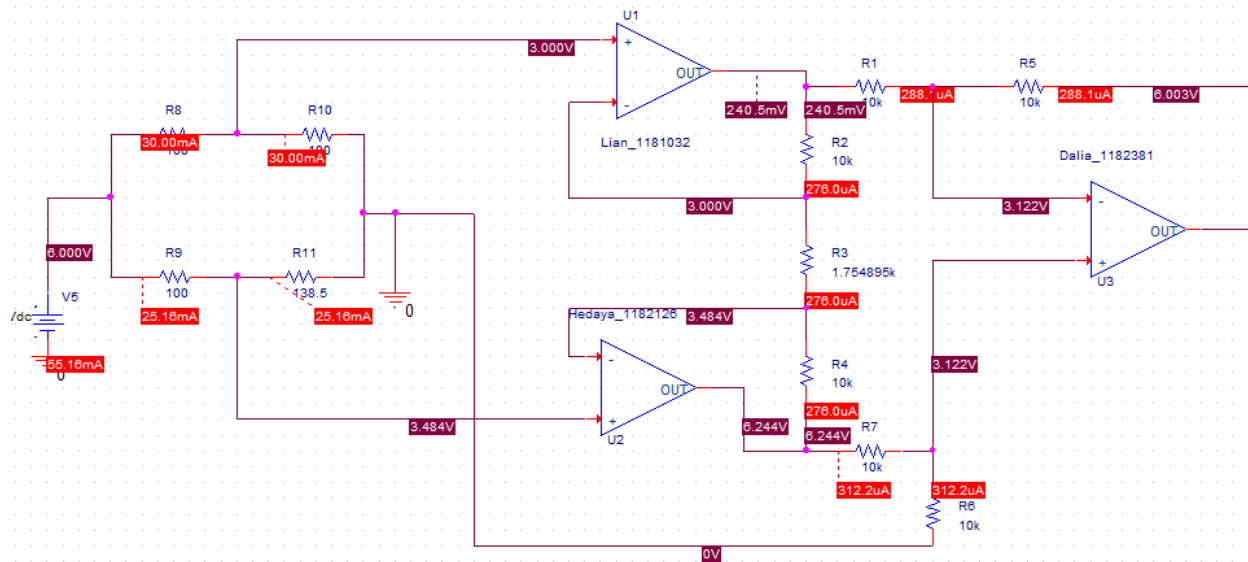 U1
3.000V
+
-
OUT
R1
10k
R5
10k
288.1uA
288.1uA
6.003V
240.5mV
240.5mV
Lian_1181032
R2
10k
276.0uA
Dalia_1182381
R8
30.00mA
R10
30.00mA
3.000V
3.122V
-
+
OUT
U3
6.000V
R9
100
R11
138.5
0
R3
1.754895k
276.0uA
V5
25.16mA
25.16mA
55.16mA
0
Hedaya_1182126
3.484V
-
+
OUT
U2
R4
10k
276.0uA
3.122V
3.484V
6.244V
6.244V
R7
10k
312.2uA
312.2uA
R6
10k
0V